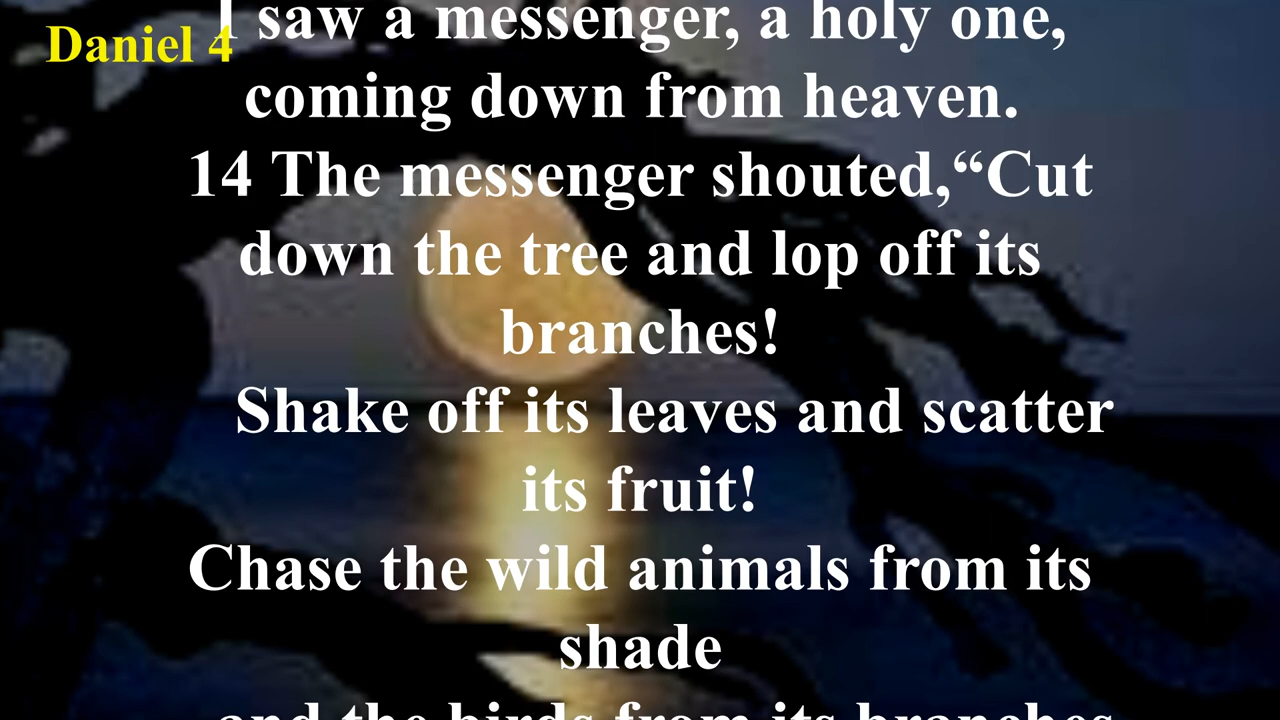 Daniel 4
I saw a messenger, a holy one,
coming down from heaven.
14 The messenger shouted,“Cut
down the tree and lop off its
branches!
Shake off its leaves and scatter
its fruit!
Chase the wild animals from its
shade
and the birds from its branches